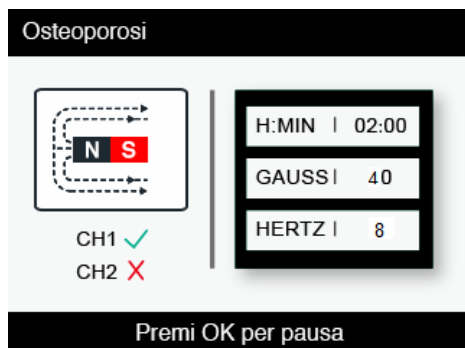 Osteoporosi
N S
CH1 ✓
CH2 X
H:MIN | 02:00
GAUSS | 40
HERTZ | 8
Premi OK per pausa